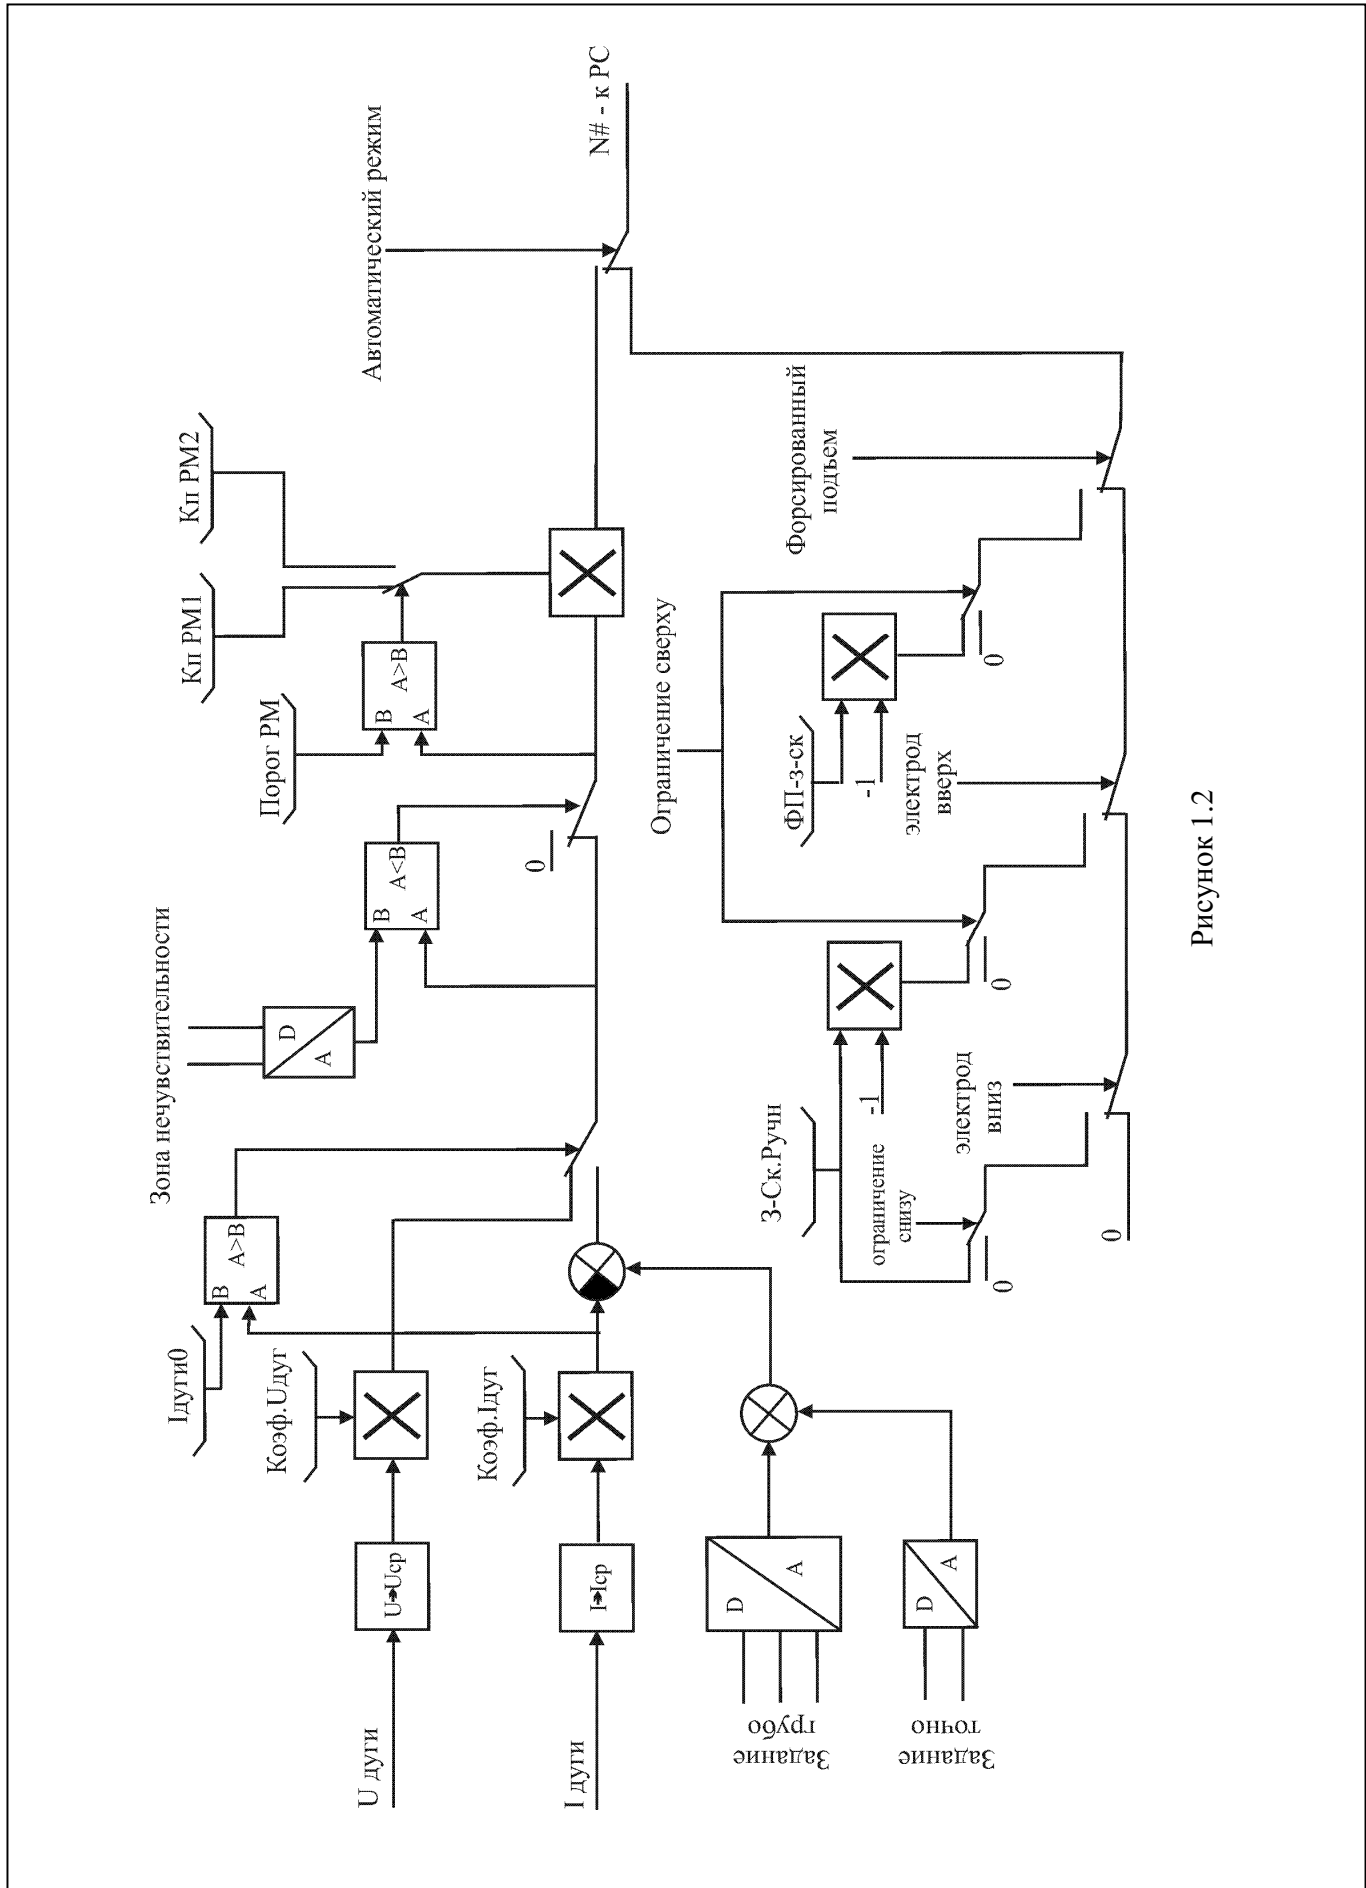 U дуги
I дуги
Задание
грубо
Задание
точно
U→Uср
I→Iср
D
A
D
A
Коэф.Uдуг
Коэф.Iдуг
Iдуги0
B
A
A>B
Зона нечувствительности
D
A
B
A
A<B
0
Порог РМ
B
A
A>B
Кп РМ1
Кп РМ2
Автоматический режим
N# - к РС
Ограничение сверху
З-Ск.Ручн
-1
ограничение
снизу
0
электрод
вниз
0
0
ФП-з-ск
-1
электрод
вверх
0
Форсированный
подъем
Рисунок 1.2